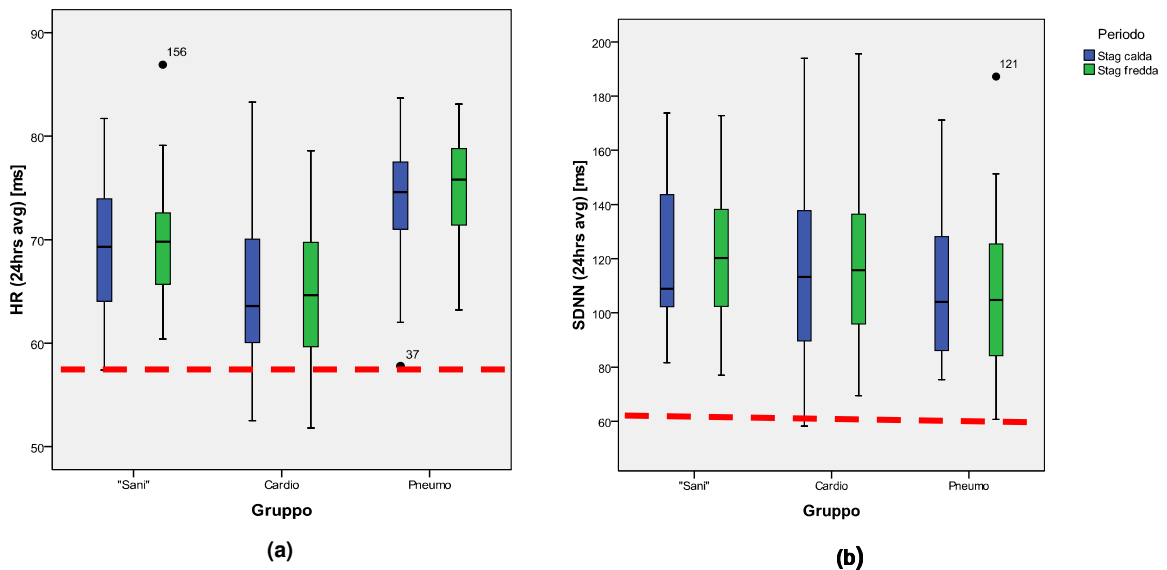 90
80
70
60
50
HR (24hrs avg) [ms]
156
37
"Sani"
Cardio
Pneumo
Gruppo
(a)
200
180
160
140
120
100
80
60
SDNN (24hrs avg) [ms]
121
"Sani"
Cardio
Pneumo
Gruppo
(b)
Periodo
Stag calda
Stag fredda